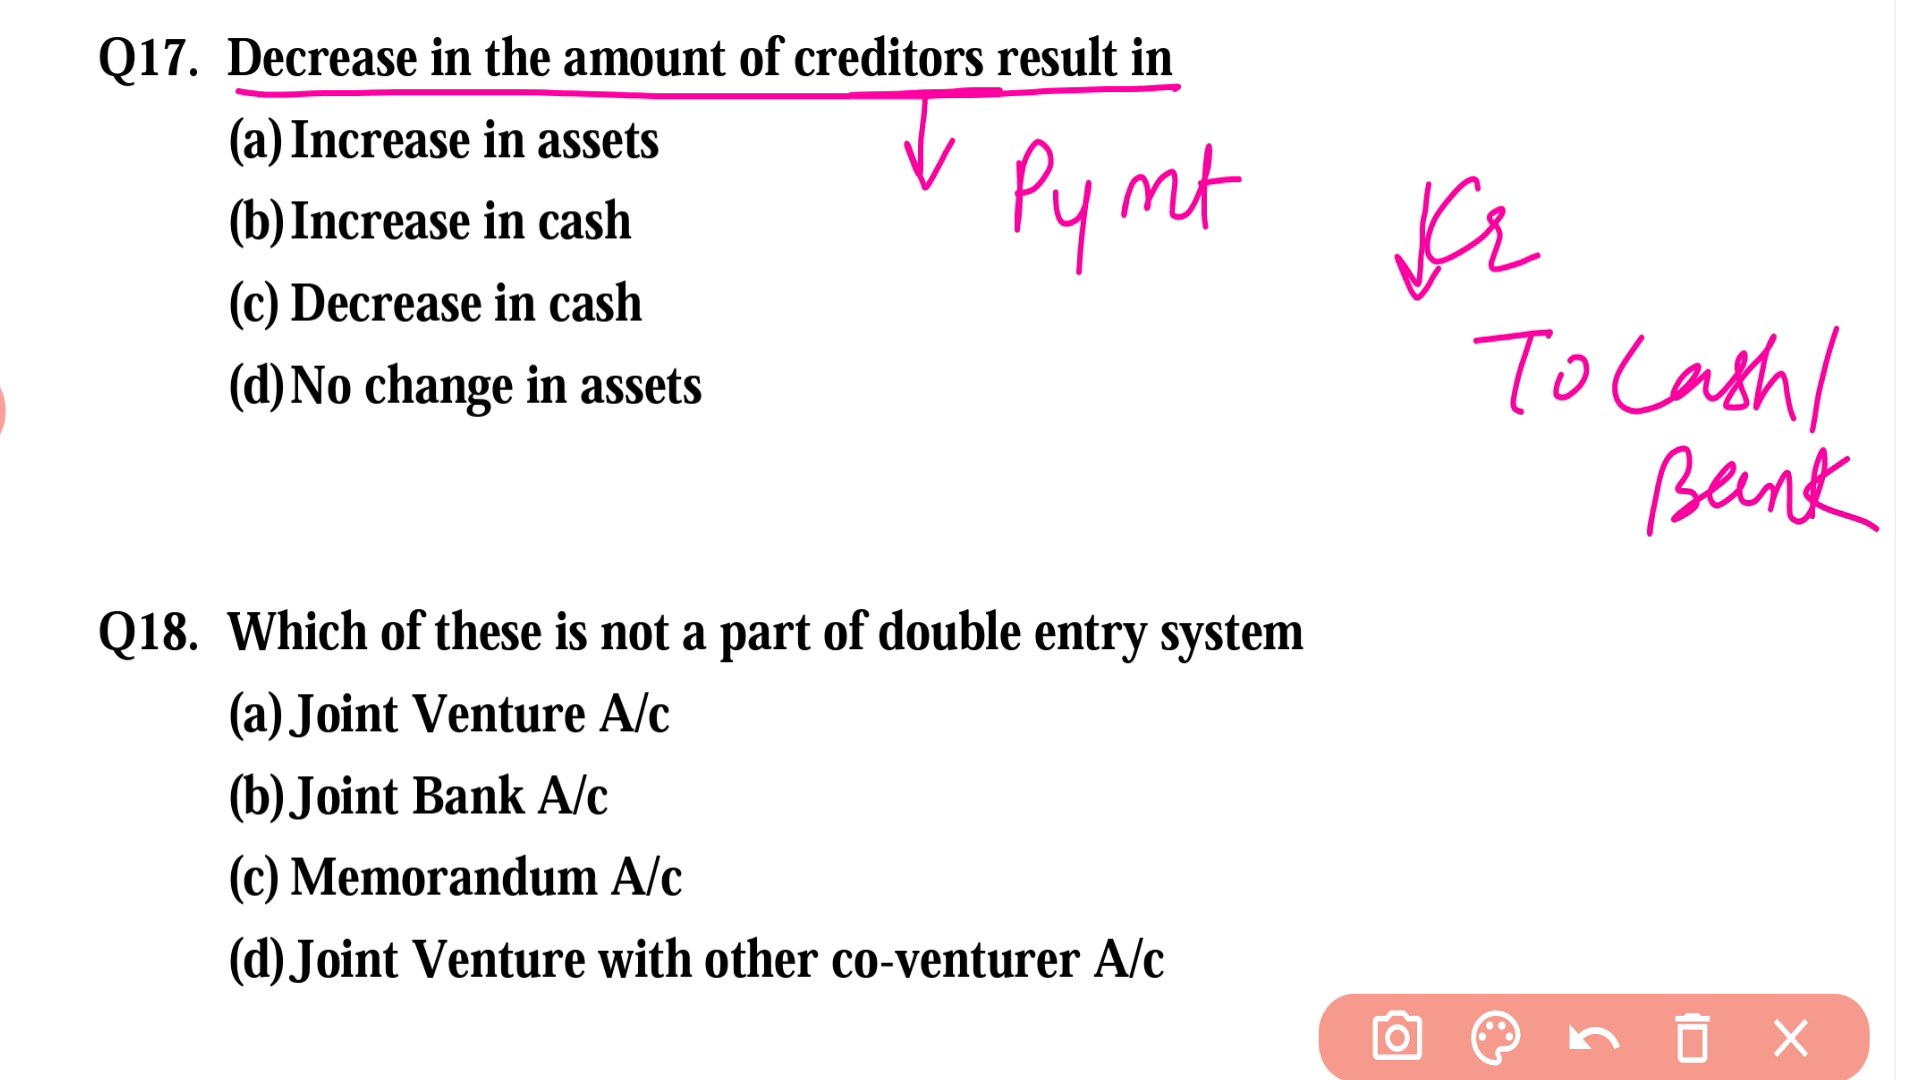 Q17. Decrease in the amount of creditors result in
(a) Increase in assets
(b) Increase in cash
(c) Decrease in cash
(d) No change in assets
Pymt
Cr
To Cash/
Bank
Q18. Which of these is not a part of double entry system
(a) Joint Venture A/c
(b) Joint Bank A/c
(c) Memorandum A/c
(d) Joint Venture with other co-venturer A/c